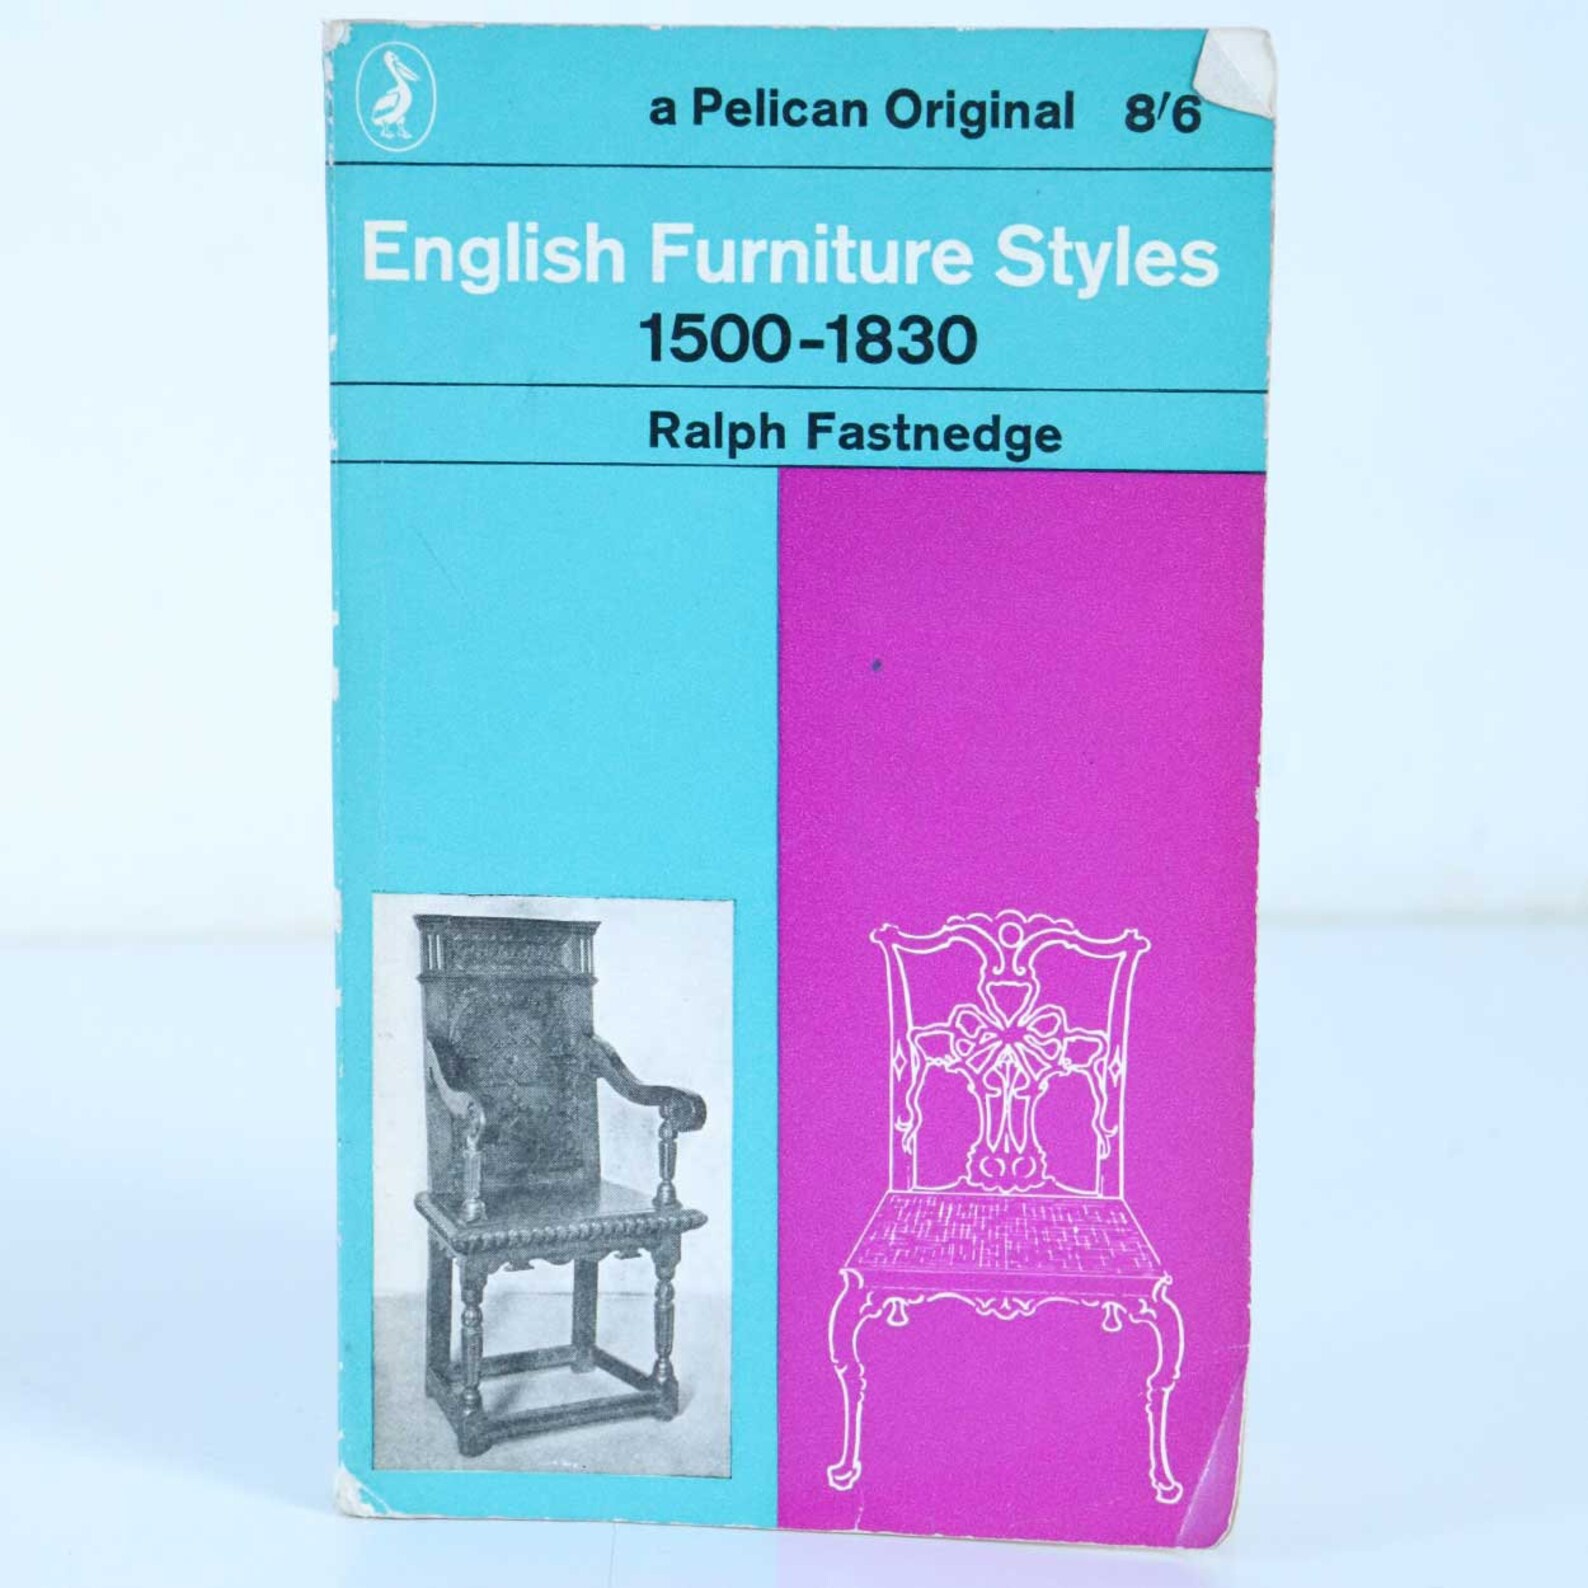 a Pelican Original 8/6
English Furniture Styles
1500-1830
Ralph Fastnedge